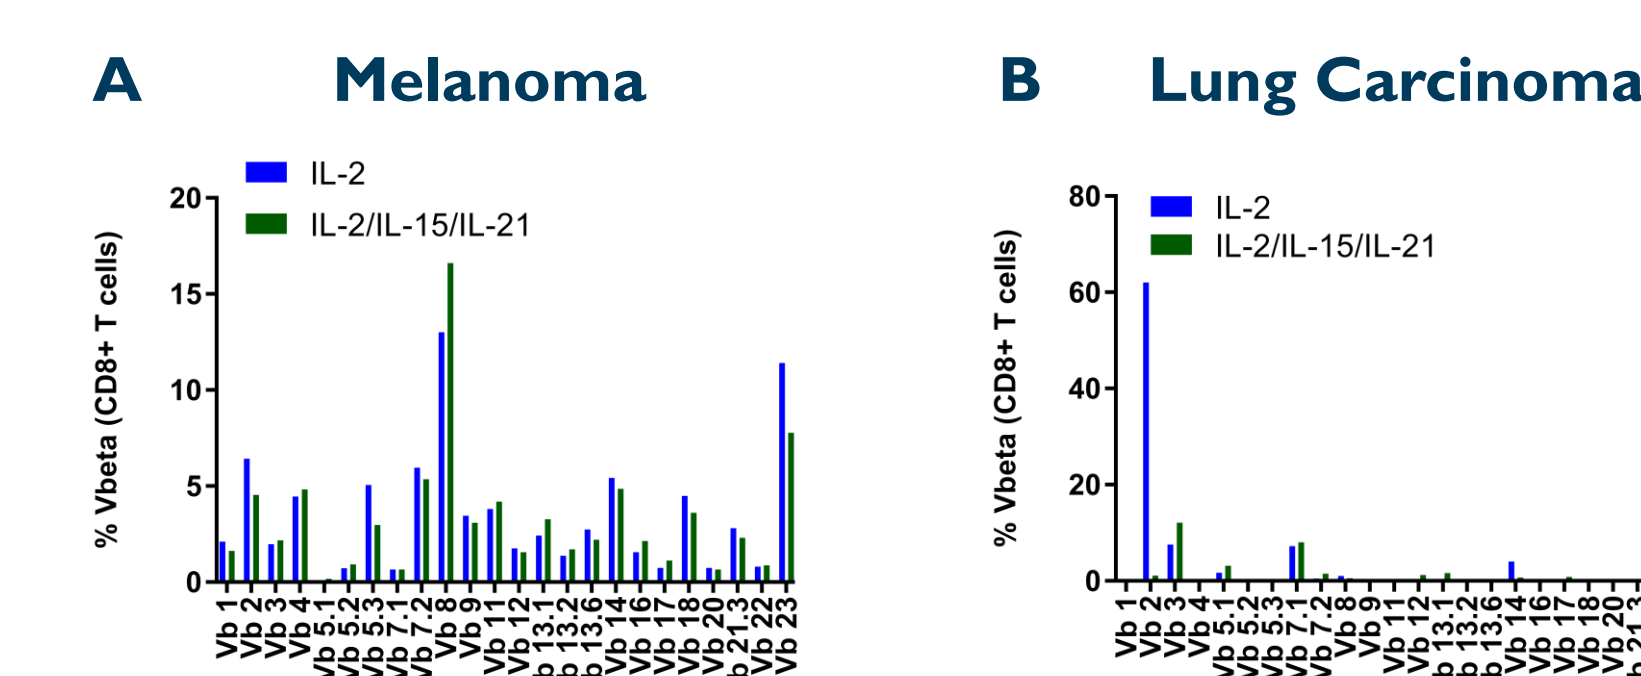 A Melanoma
IL-2
IL-2/IL-15/IL-21
% Vbeta (CD8+ T cells)
20
15
10
5
0
Vb 1
Vb 2
Vb 3
Vb 4
Vb 5.1
Vb 5.2
Vb 5.3
Vb 7.1
Vb 7.2
Vb 8
Vb 9
Vb 11
Vb 12
b 13.1
b 13.2
b 13.6
Vb 14
Vb 16
Vb 17
Vb 18
Vb 20
b 21.3
Vb 22
Vb 23
B Lung Carcinoma
IL-2
IL-2/IL-15/IL-21
% Vbeta (CD8+ T cells)
80
60
40
20
0
Vb 1
Vb 2
Vb 3
Vb 4
Vb 5.1
Vb 5.2
Vb 5.3
Vb 7.1
Vb 7.2
Vb 8
Vb 9
Vb 11
Vb 12
b 13.1
b 13.2
b 13.6
Vb 14
Vb 16
Vb 17
Vb 18
Vb 20